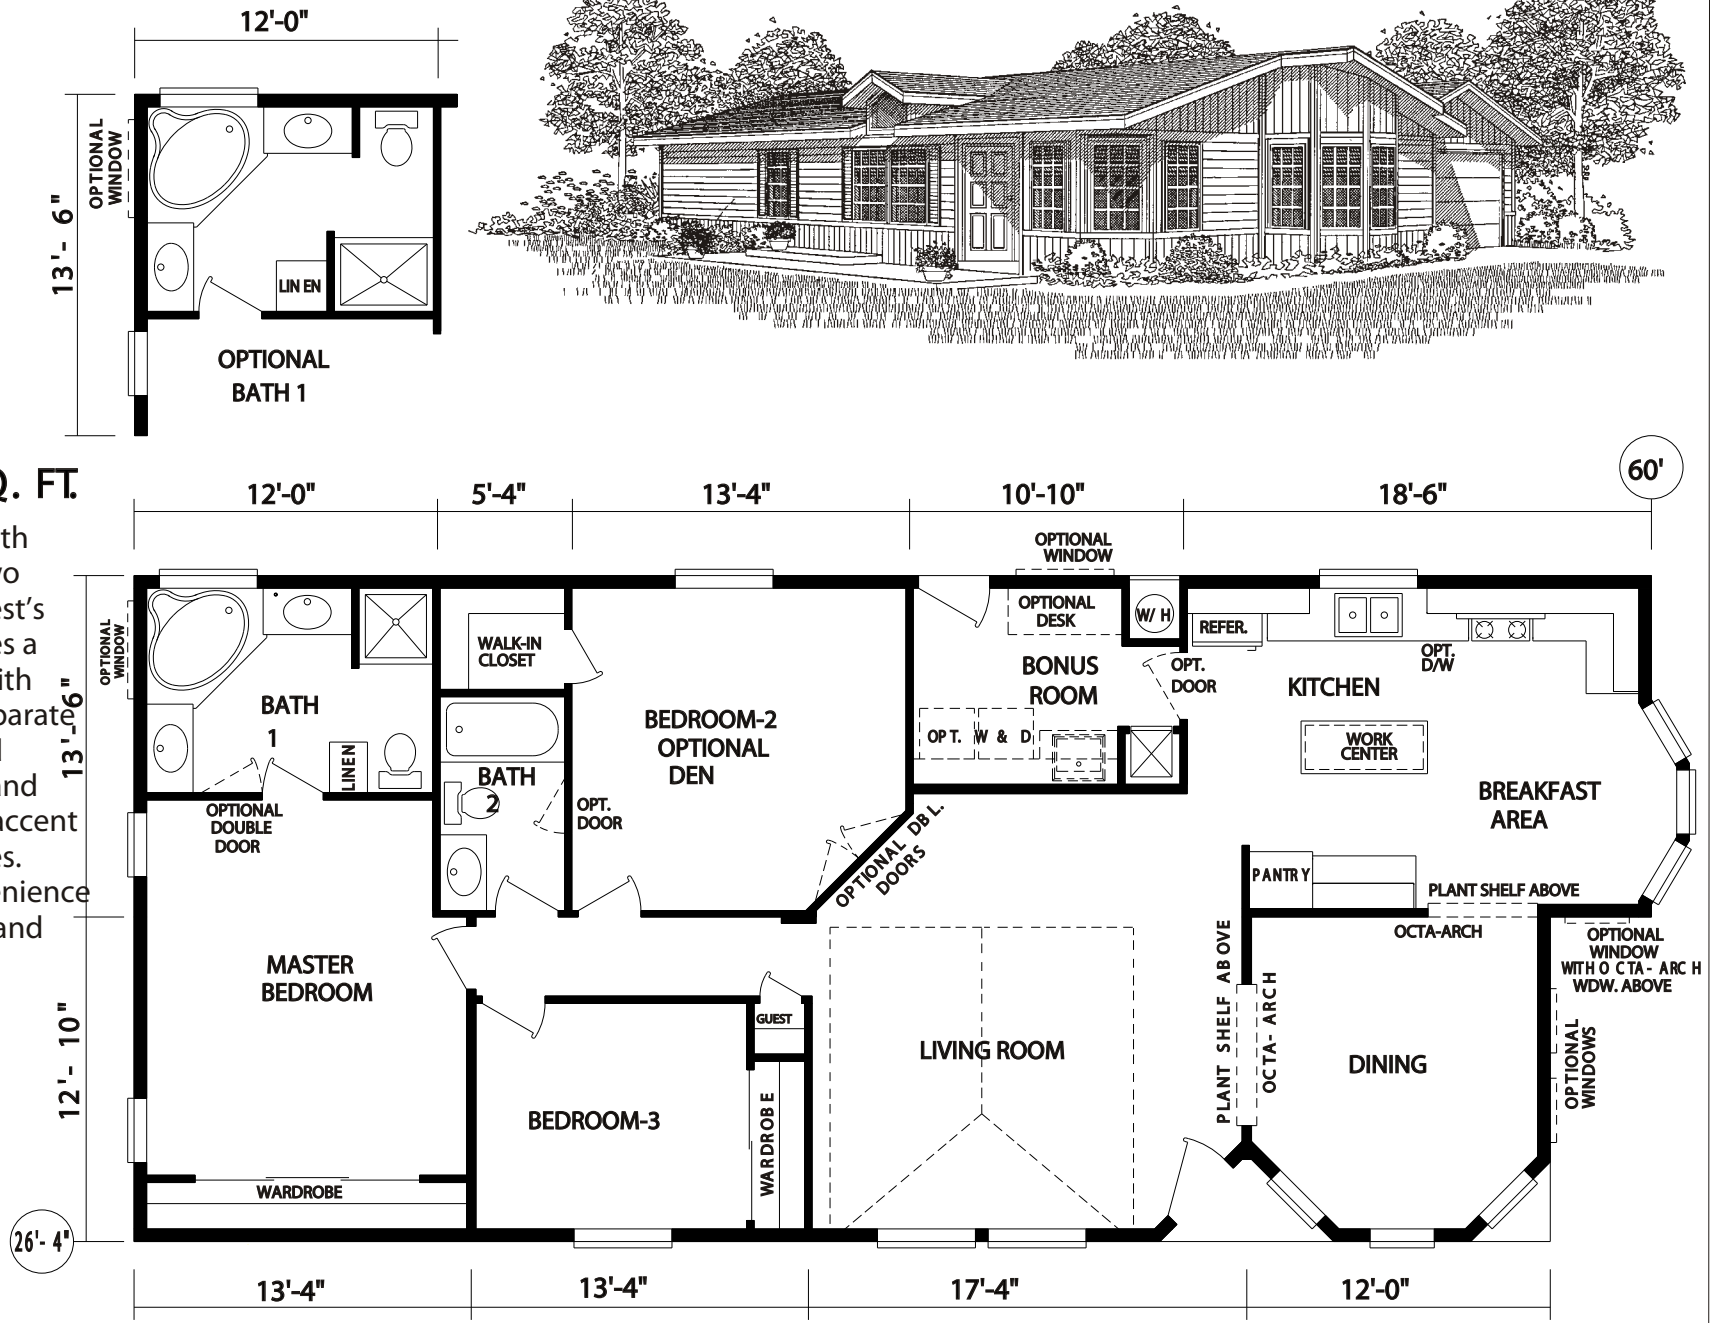 12'-0"
OPTIONAL
WINDOW
13'- 6"
LINEN
OPTIONAL
BATH 1
Q. FT.
60'
12'-0"
5'-4"
13'-4"
10'-10"
18'-6"
th
vo
est's
es a
ith
parate
nd
accent
es.
enience
and
OPTIONAL
WINDOW
OPTIONAL
DESK
W/ H
REFER.
OPTIONAL
WINDOW
WALK-IN
CLOSET
BONUS
ROOM
OPT.
DOOR
OPT.
D/W
KITCHEN
13'- 6"
BATH
1
LINEN
BEDROOM-2
OPTIONAL
DEN
OPT. W & D
WORK
CENTER
BATH
2
OPT.
DOOR
BREAKFAST
AREA
OPTIONAL
DOUBLE
DOOR
OPTIONAL DBL.
DOORS
PANTRY
PLANT SHELF ABOVE
OCTA-ARCH
OPTIONAL
WINDOW
WITH OCTA- ARCH
WDW. ABOVE
MASTER
BEDROOM
12'- 10"
GUEST
LIVING ROOM
PLANT SHELF ABOVE
OCTA- ARCH
DINING
OPTIONAL
WINDOWS
BEDROOM-3
WARDROBE
WARDROBE
26'- 4"
13'-4"
13'-4"
17'-4"
12'-0"